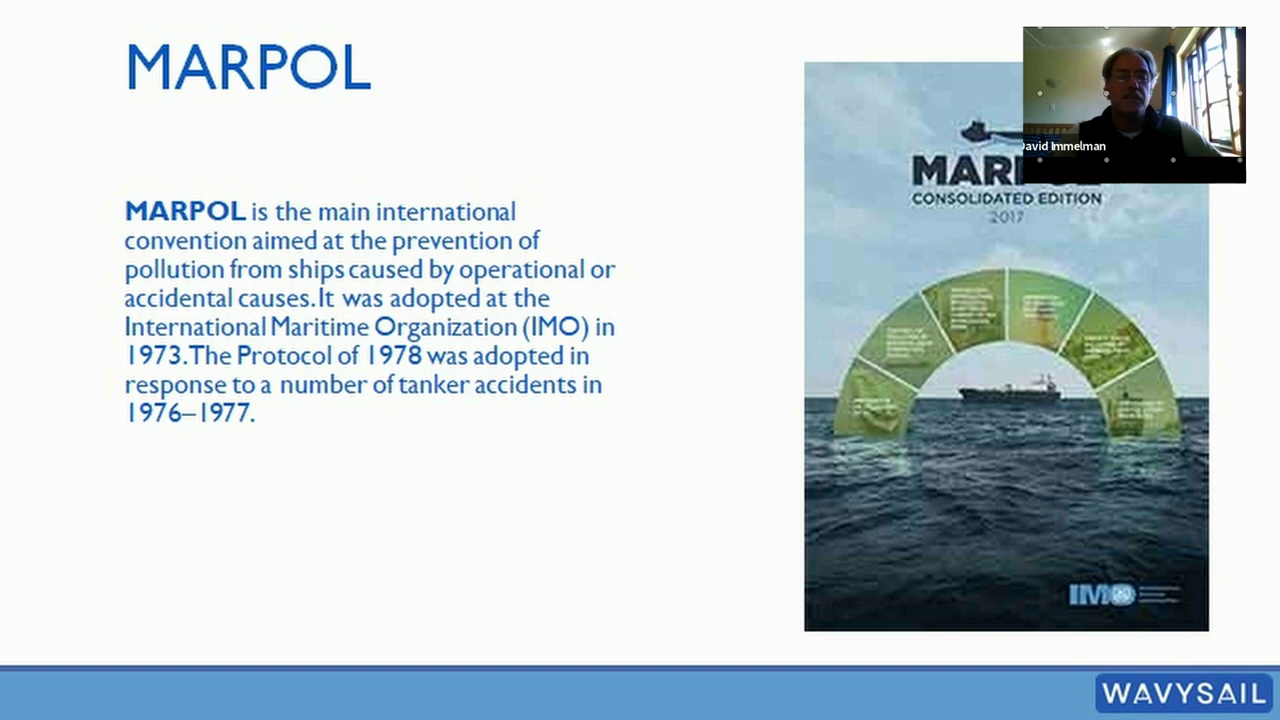 MARPOL
MARPOL is the main international
convention aimed at the prevention of
pollution from ships caused by operational or
accidental causes. It was adopted at the
International Maritime Organization (IMO) in
1973. The Protocol of 1978 was adopted in
response to a number of tanker accidents in
1976–1977.
David Immelman
CONSOLIDATED EDITION
2017
IMO
WAVYSAIL